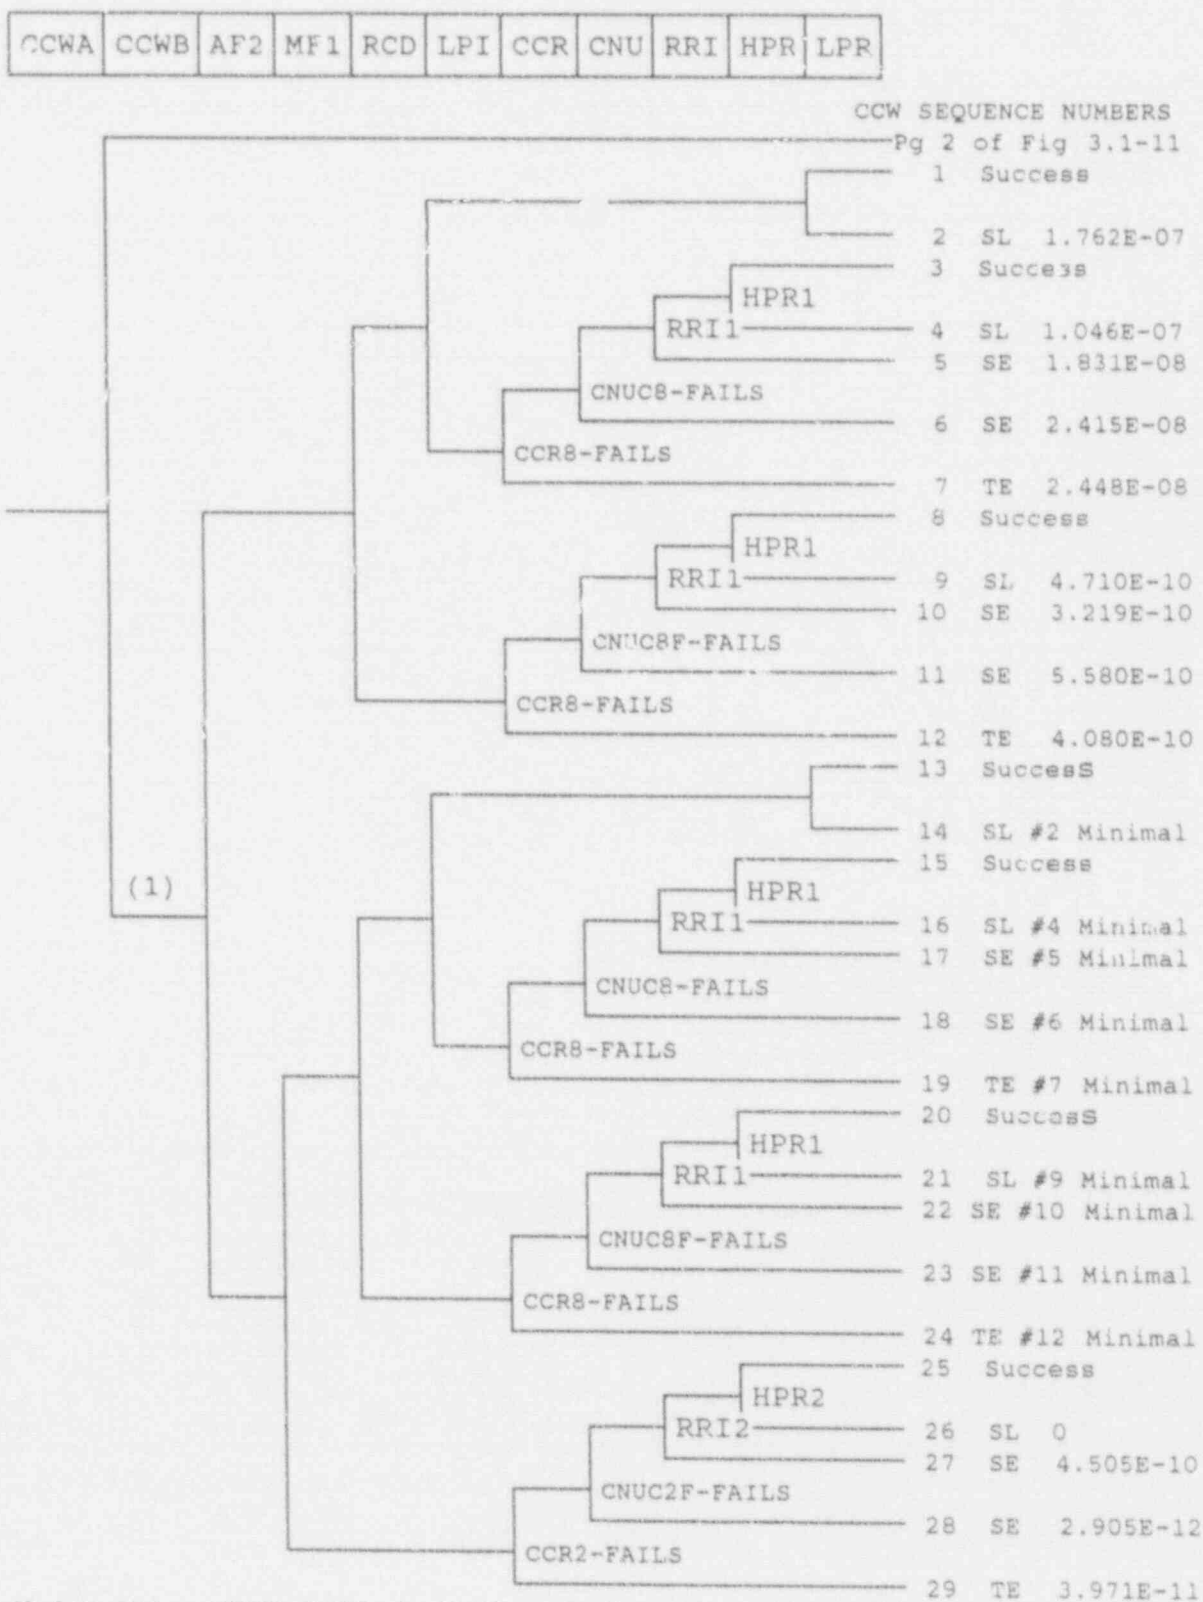 CCWA CCWB AF2 MF1 RCD LPI CCR CNU RRI HPR LPR
CCW SEQUENCE NUMBERS
Pg 2 of Fig 3.1-11
1 Success
2 SL 1.762E-07
3 Success
HPR1
RRI1
4 SL 1.046E-07
5 SE 1.831E-08
CNUC8-FAILS
6 SE 2.415E-08
CCR8-FAILS
7 TE 2.448E-08
8 Success
HPR1
RRI1
9 SL 4.710E-10
10 SE 3.219E-10
CNUC8F-FAILS
11 SE 5.580E-10
CCR8-FAILS
12 TE 4.080E-10
13 SuccesS
14 SL #2 Minimal
15 Success
(1)
HPR1
RRI1
16 SL #4 Minimal
17 SE #5 Minimal
CNUC8-FAILS
18 SE #6 Minimal
CCR8-FAILS
19 TE #7 Minimal
20 SuccesS
HPR1
RRI1
21 SL #9 Minimal
22 SE #10 Minimal
CNUC8F-FAILS
23 SE #11 Minimal
CCR8-FAILS
24 TE #12 Minimal
25 Success
HPR2
RRI2
26 SL 0
27 SE 4.505E-10
CNUC2F-FAILS
28 SE 2.905E-12
CCR2-FAILS
29 TE 3.971E-11